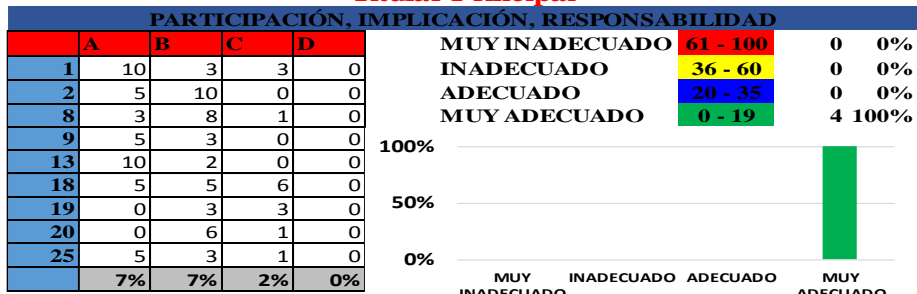 PARTICIPACIÓN, IMPLICACIÓN, RESPONSABILIDAD
A B C D
1 10 3 3 0
2 5 10 0 0
8 3 8 1 0
9 5 3 0 0
13 10 2 0 0
18 5 5 6 0
19 0 3 3 0
20 0 6 1 0
25 5 3 1 0
7% 7% 2% 0%
MUY INADECUADO 61 - 100 0 0%
INADECUADO 36 - 60 0 0%
ADECUADO 20 - 35 0 0%
MUY ADECUADO 0 - 19 4 100%
100%
50%
0%
MUY INADECUADO ADECUADO MUY
INADECUADO ADECUADO